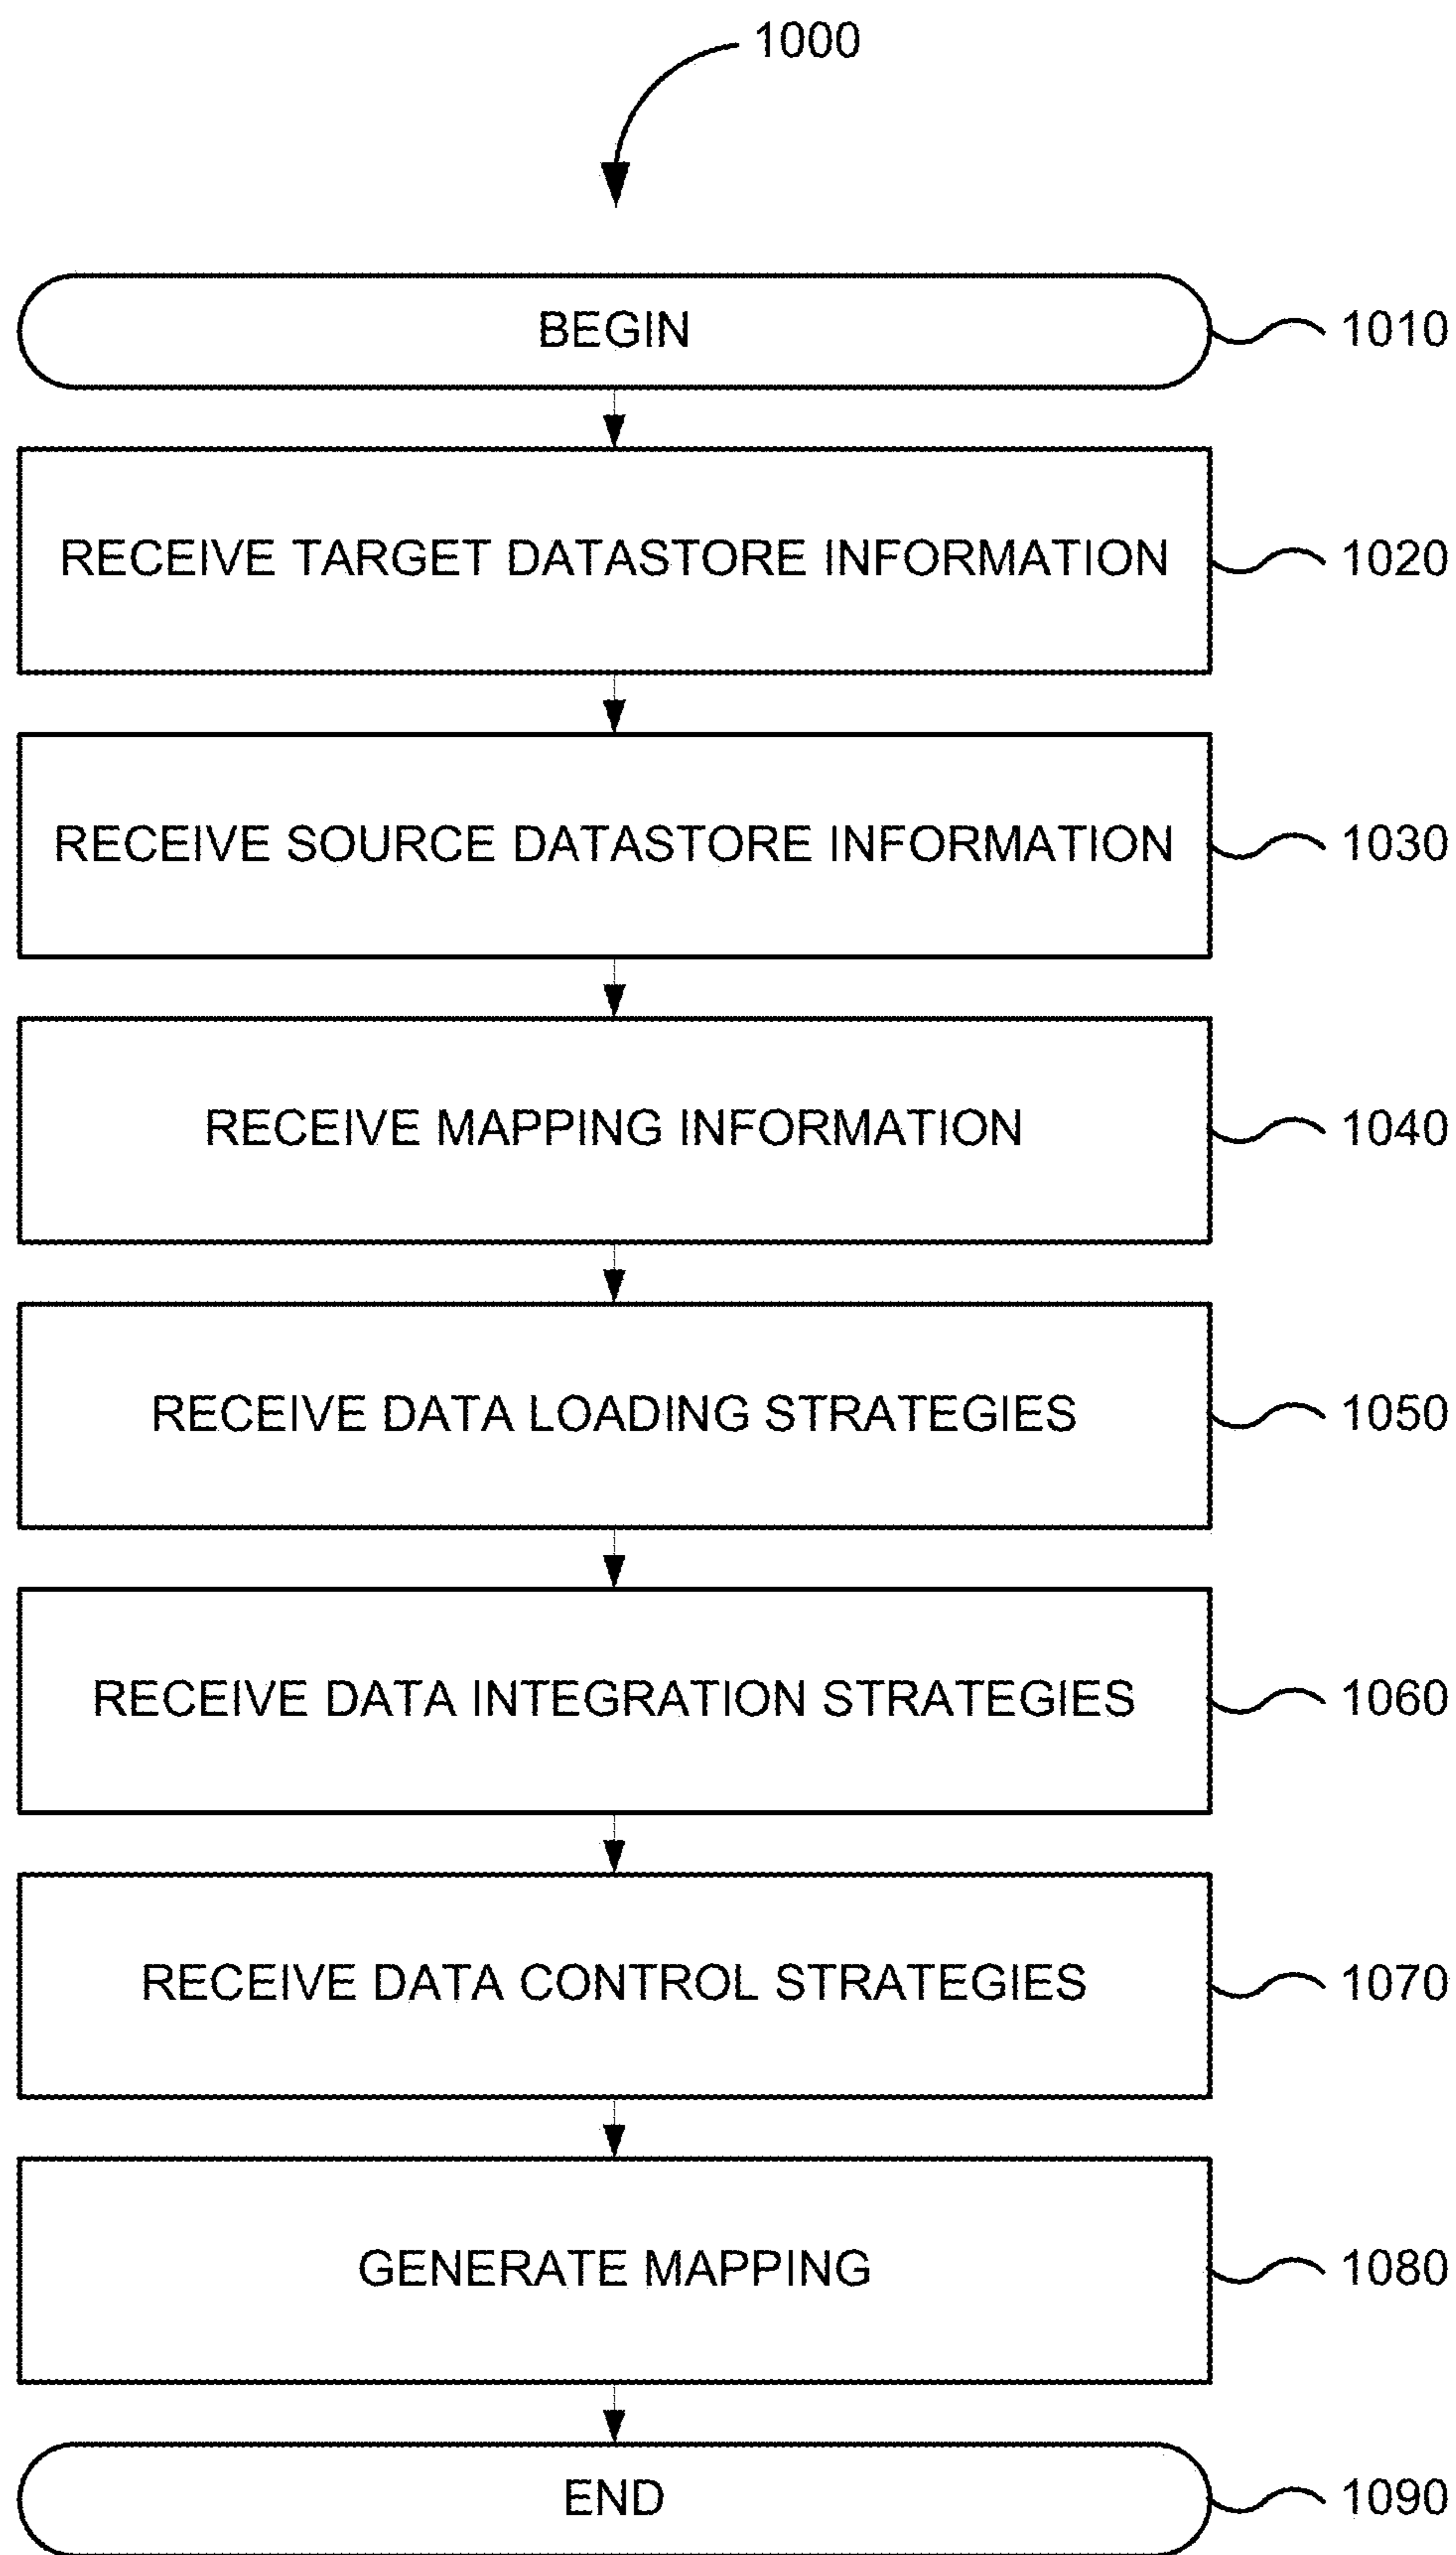 1000
BEGIN
1010
RECEIVE TARGET DATASTORE INFORMATION
1020
RECEIVE SOURCE DATASTORE INFORMATION
1030
RECEIVE MAPPING INFORMATION
1040
RECEIVE DATA LOADING STRATEGIES
1050
RECEIVE DATA INTEGRATION STRATEGIES
1060
RECEIVE DATA CONTROL STRATEGIES
1070
GENERATE MAPPING
1080
END
1090